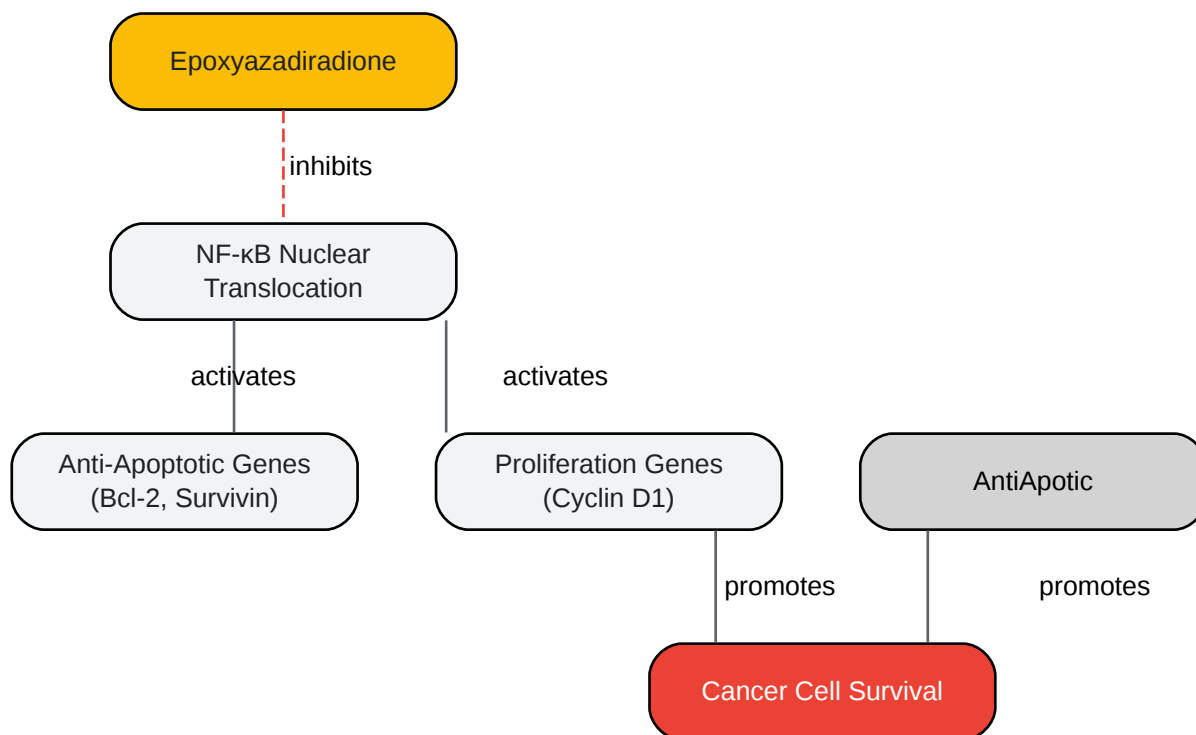 Epoxyazadiradione
inhibits
NF-κB Nuclear
Translocation
activates
activates
Anti-Apoptotic Genes
(Bcl-2, Survivin)
Proliferation Genes
(Cyclin D1)
AntiApotic
promotes
promotes
Cancer Cell Survival